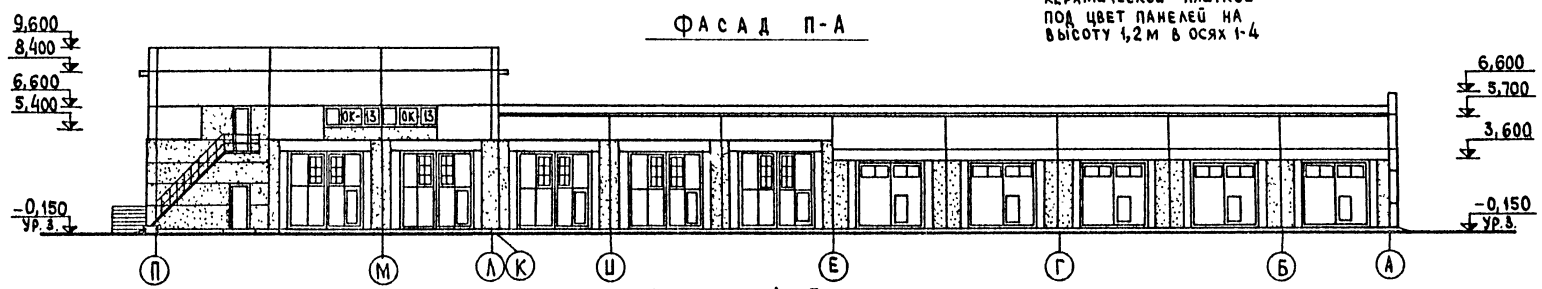 ФАСАД П-А
ПОД ЦВЕТ ПАНЕЛЕЙ НА
ВЫСОТУ 1,2 М В ОСЯХ 1-4
9,600
8,400
6,600
5,400
-0,150
УР. З.
6,600
5,700
3,600
-0,150
УР. З.
ОК-13 ОК-13
П М Л К И Е Г Б А